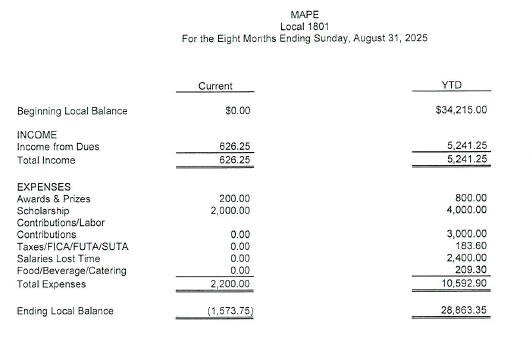 MAPE
Local 1801
For the Eight Months Ending Sunday, August 31, 2025
Current YTD
Beginning Local Balance $0.00 $34,215.00
INCOME
Income from Dues 626.25 5,241.25
Total Income 626.25 5,241.25
EXPENSES
Awards & Prizes 200.00 800.00
Scholarship 2,000.00 4,000.00
Contributions/Labor
Contributions 0.00 3,000.00
Taxes/FICA/FUTA/SUTA 0.00 183.60
Salaries Lost Time 0.00 2,400.00
Food/Beverage/Catering 0.00 209.30
Total Expenses 2,200.00 10,592.90
Ending Local Balance (1,573.75) 28,863.35